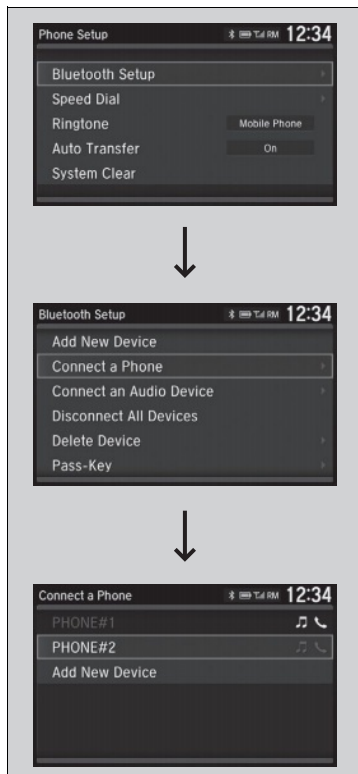 Phone Setup 12:34
Bluetooth Setup
Speed Dial
Ringtone Mobile Phone
Auto Transfer On
System Clear
Bluetooth Setup 12:34
Add New Device
Connect a Phone
Connect an Audio Device
Disconnect All Devices
Delete Device
Pass-Key
Connect a Phone 12:34
PHONE#1
PHONE#2
Add New Device